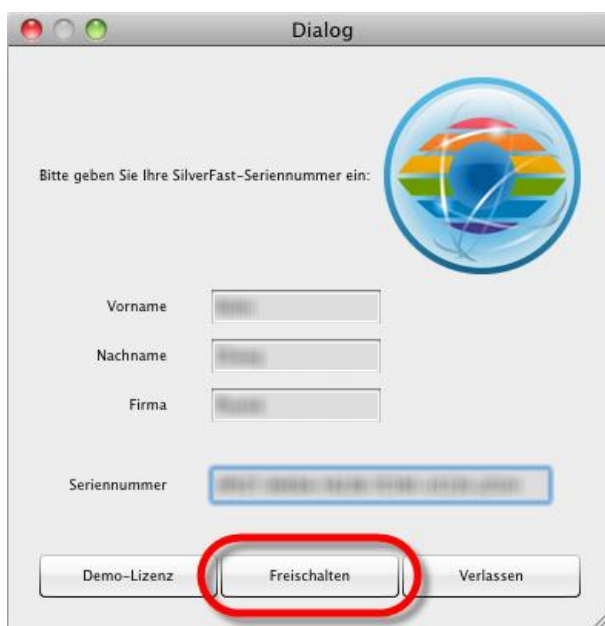 Dialog
Bitte geben Sie Ihre SilverFast-Seriennummer ein:
Vorname
Nachname
Firma
Seriennummer
Demo-Lizenz Freischalten Verlassen